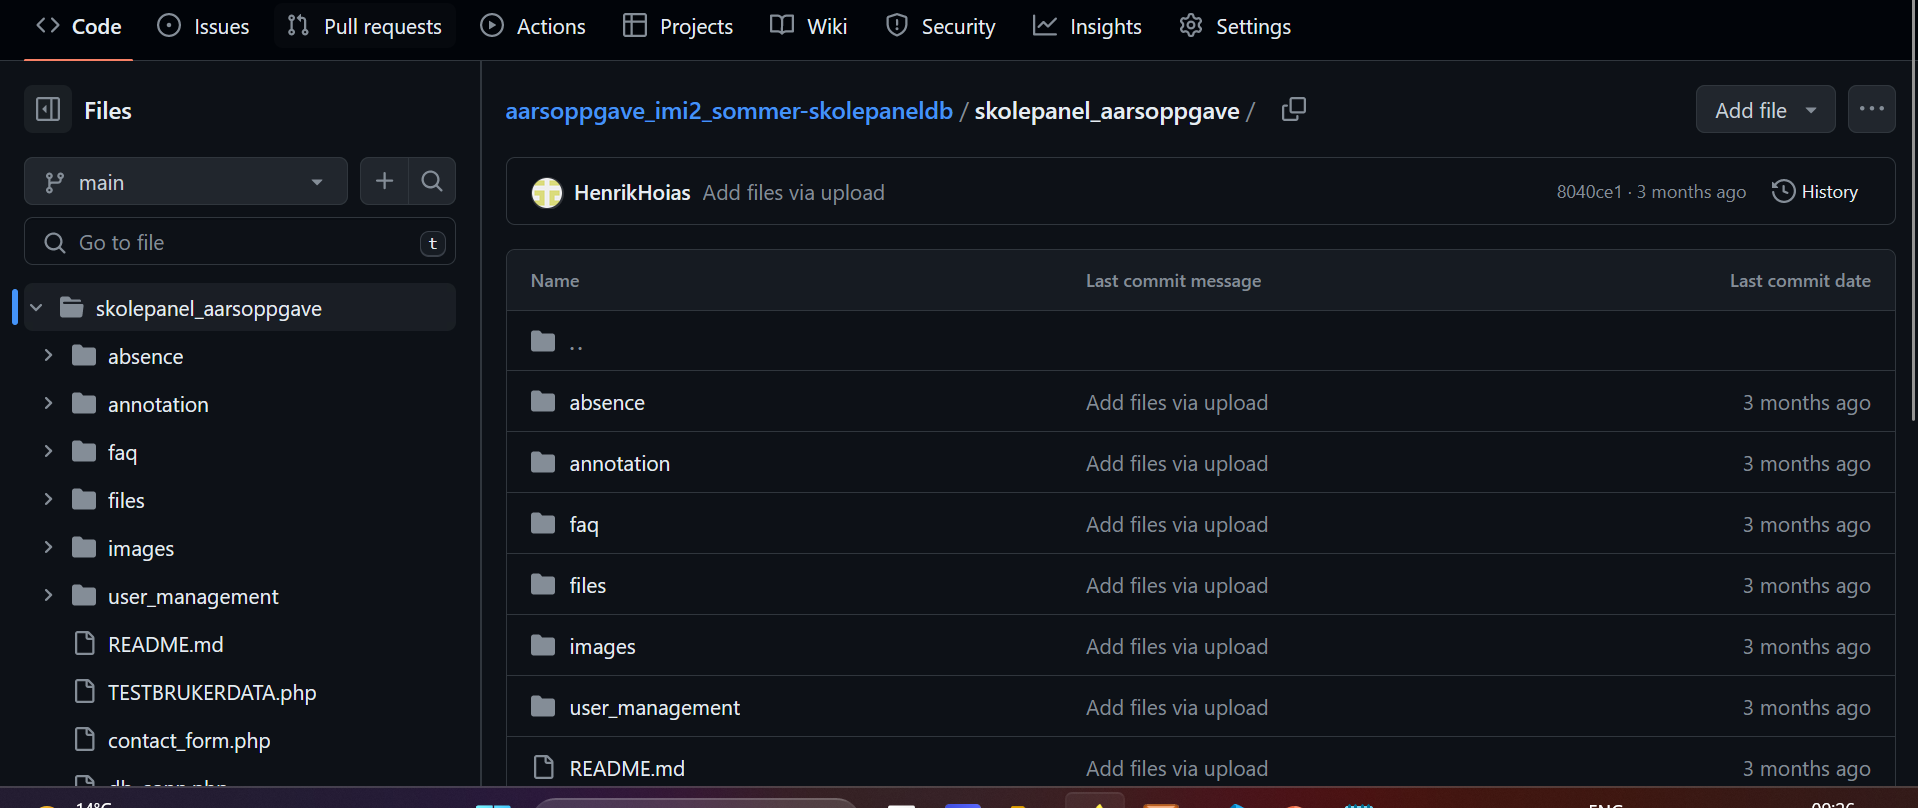 Code Issues Pull requests Actions Projects Wiki Security Insights Settings
Files
main
Go to file t
skolepanel_aarsoppgave
absence
annotation
faq
files
images
user_management
README.md
TESTBRUKERDATA.php
contact_form.php
aarsoppgave_imi2_sommer-skolepaneldb / skolepanel_aarsoppgave /
Add file
HenrikHoias Add files via upload 8040ce1 · 3 months ago History
Name Last commit message Last commit date
..
absence Add files via upload 3 months ago
annotation Add files via upload 3 months ago
faq Add files via upload 3 months ago
files Add files via upload 3 months ago
images Add files via upload 3 months ago
user_management Add files via upload 3 months ago
README.md Add files via upload 3 months ago
14°C